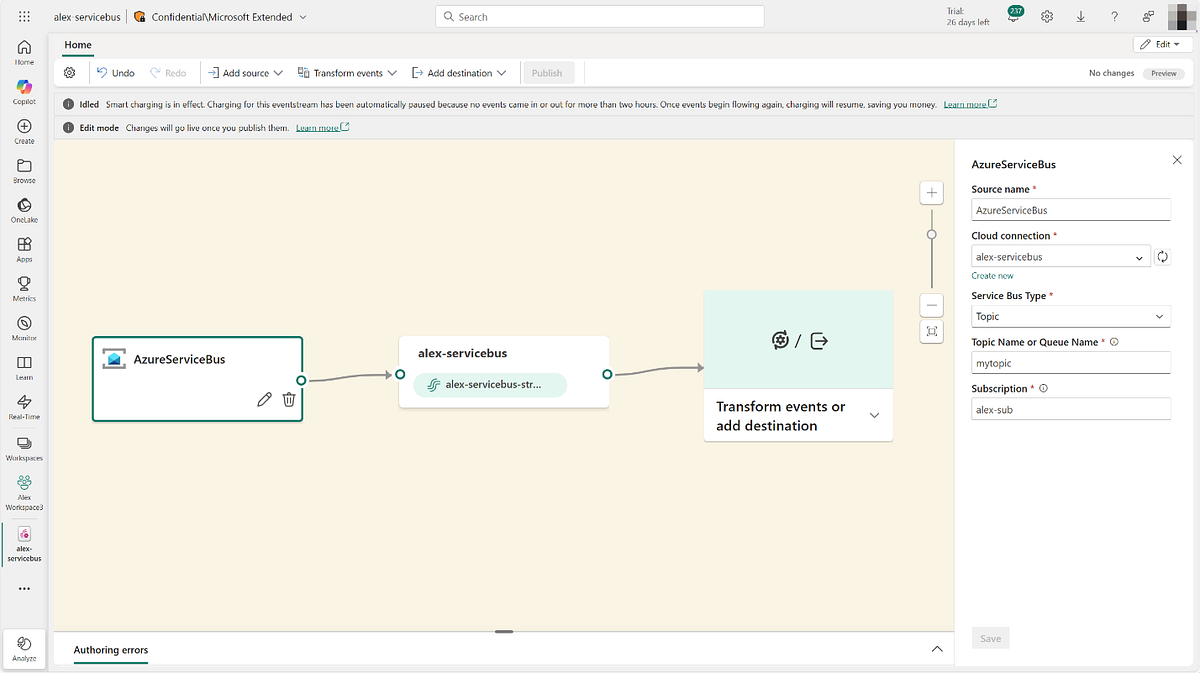 alex-servicebus
Confidential\Microsoft Extended
Search
Trial:
26 days left
237
Home
Copilot
Create
Browse
OneLake
Apps
Metrics
Monitor
Learn
Real-Time
Workspaces
Alex
Workspace3
alex-
servicebus
Analyze
Home
Edit
Undo
Redo
Add source
Transform events
Add destination
Publish
No changes
Preview
Idled Smart charging is in effect. Charging for this eventstream has been automatically paused because no events came in or out for more than two hours. Once events begin flowing again, charging will resume, saving you money. Learn more
Edit mode Changes will go live once you publish them. Learn more
AzureServiceBus
alex-servicebus
alex-servicebus-str...
/
Transform events or
add destination
Authoring errors
AzureServiceBus
Source name *
AzureServiceBus
Cloud connection *
alex-servicebus
Create new
Service Bus Type *
Topic
Topic Name or Queue Name *
mytopic
Subscription *
alex-sub
Save